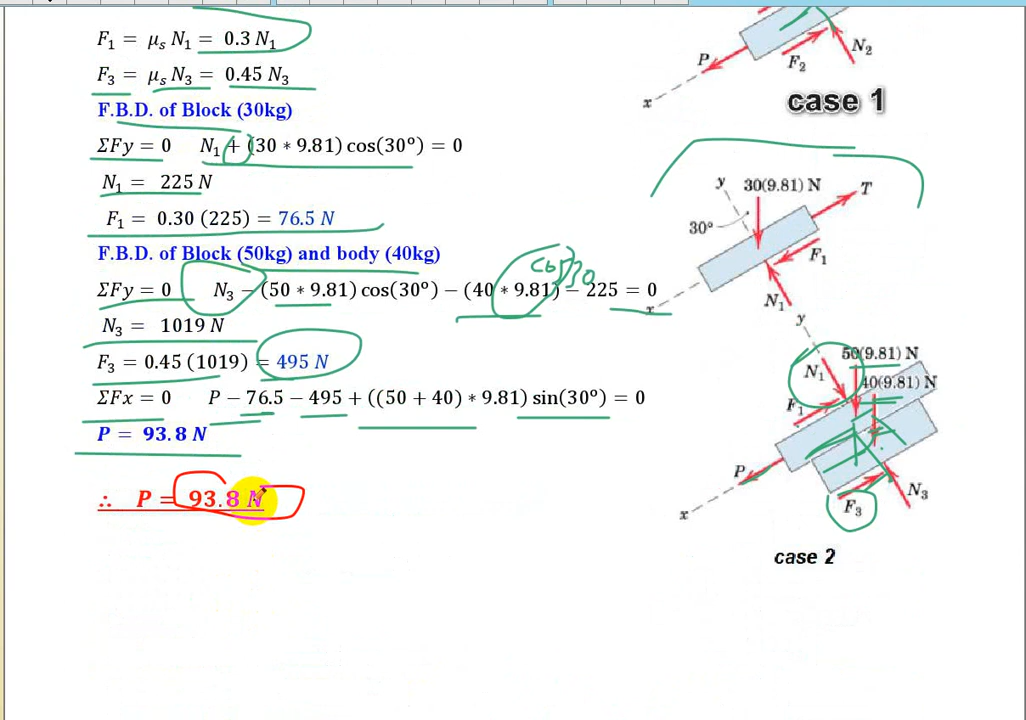 F₁ = μₛ N₁ = 0.3 N₁
F₃ = μₛ N₃ = 0.45 N₃
F.B.D. of Block (30kg)
ΣFy = 0 N₁ + (30 * 9.81) cos(30°) = 0
N₁ = 225 N
F₁ = 0.30 (225) = 76.5 N
F.B.D. of Block (50kg) and body (40kg)
cos30
ΣFy = 0 N₃ − (50 * 9.81) cos(30°) − (40 * 9.81) − 225 = 0
N₃ = 1019 N
F₃ = 0.45 (1019) = 495 N
ΣFx = 0 P − 76.5 − 495 + ((50 + 40) * 9.81) sin(30°) = 0
P = 93.8 N
∴ P = 93.8 N
P
F₂
N₂
x
case 1
y
30(9.81) N
T
30°
F₁
x
N₁
y
50(9.81) N
N₁
40(9.81) N
F₁
P
N₃
F₃
x
case 2